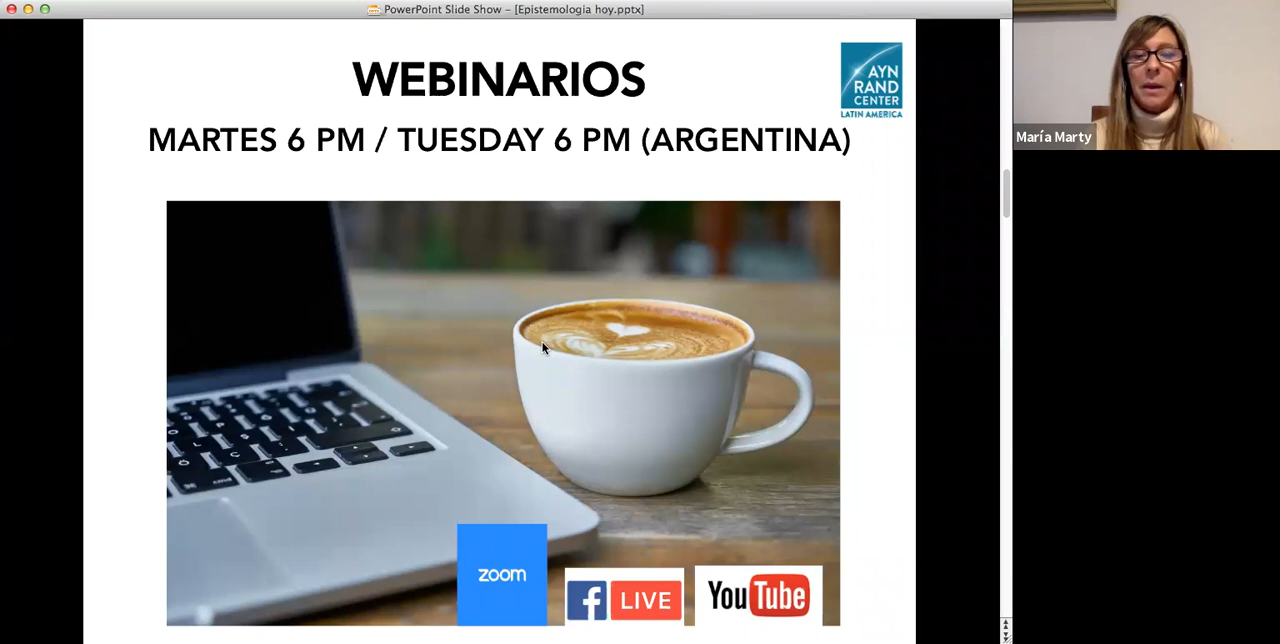 PowerPoint Slide Show – [Epistemologia hoy.pptx]
WEBINARIOS
AYN
RAND
CENTER
LATIN AMERICA
MARTES 6 PM / TUESDAY 6 PM (ARGENTINA)
María Marty
zoom
f LIVE
YouTube